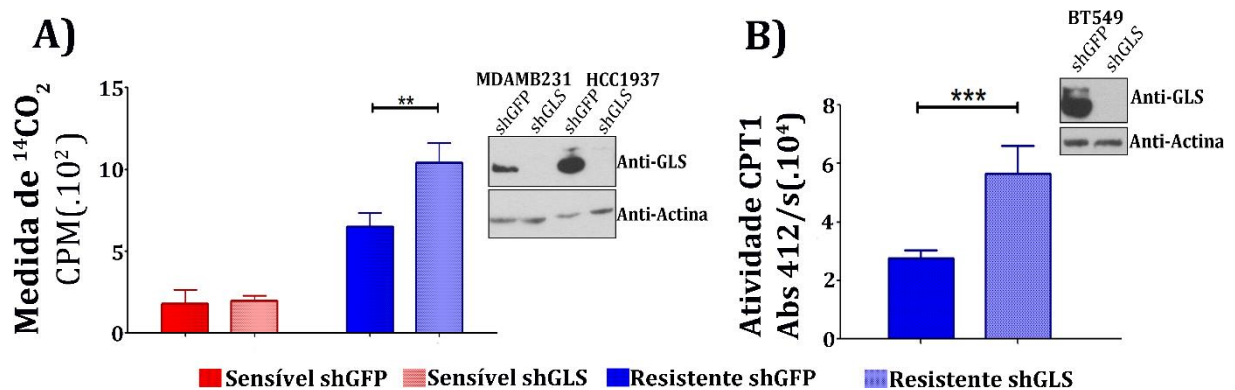 A)
Medida de ¹⁴CO₂
CPM(.10²)
15
10
5
0
**
MDAMB231 HCC1937
shGFP
shGLS
shGFP
shGLS
Anti-GLS
Anti-Actina
B)
Atividade CPT1
Abs 412/s(.10⁴)
8
6
4
2
0
***
BT549
shGFP
shGLS
Anti-GLS
Anti-Actina
Sensível shGFP
Sensível shGLS
Resistente shGFP
Resistente shGLS